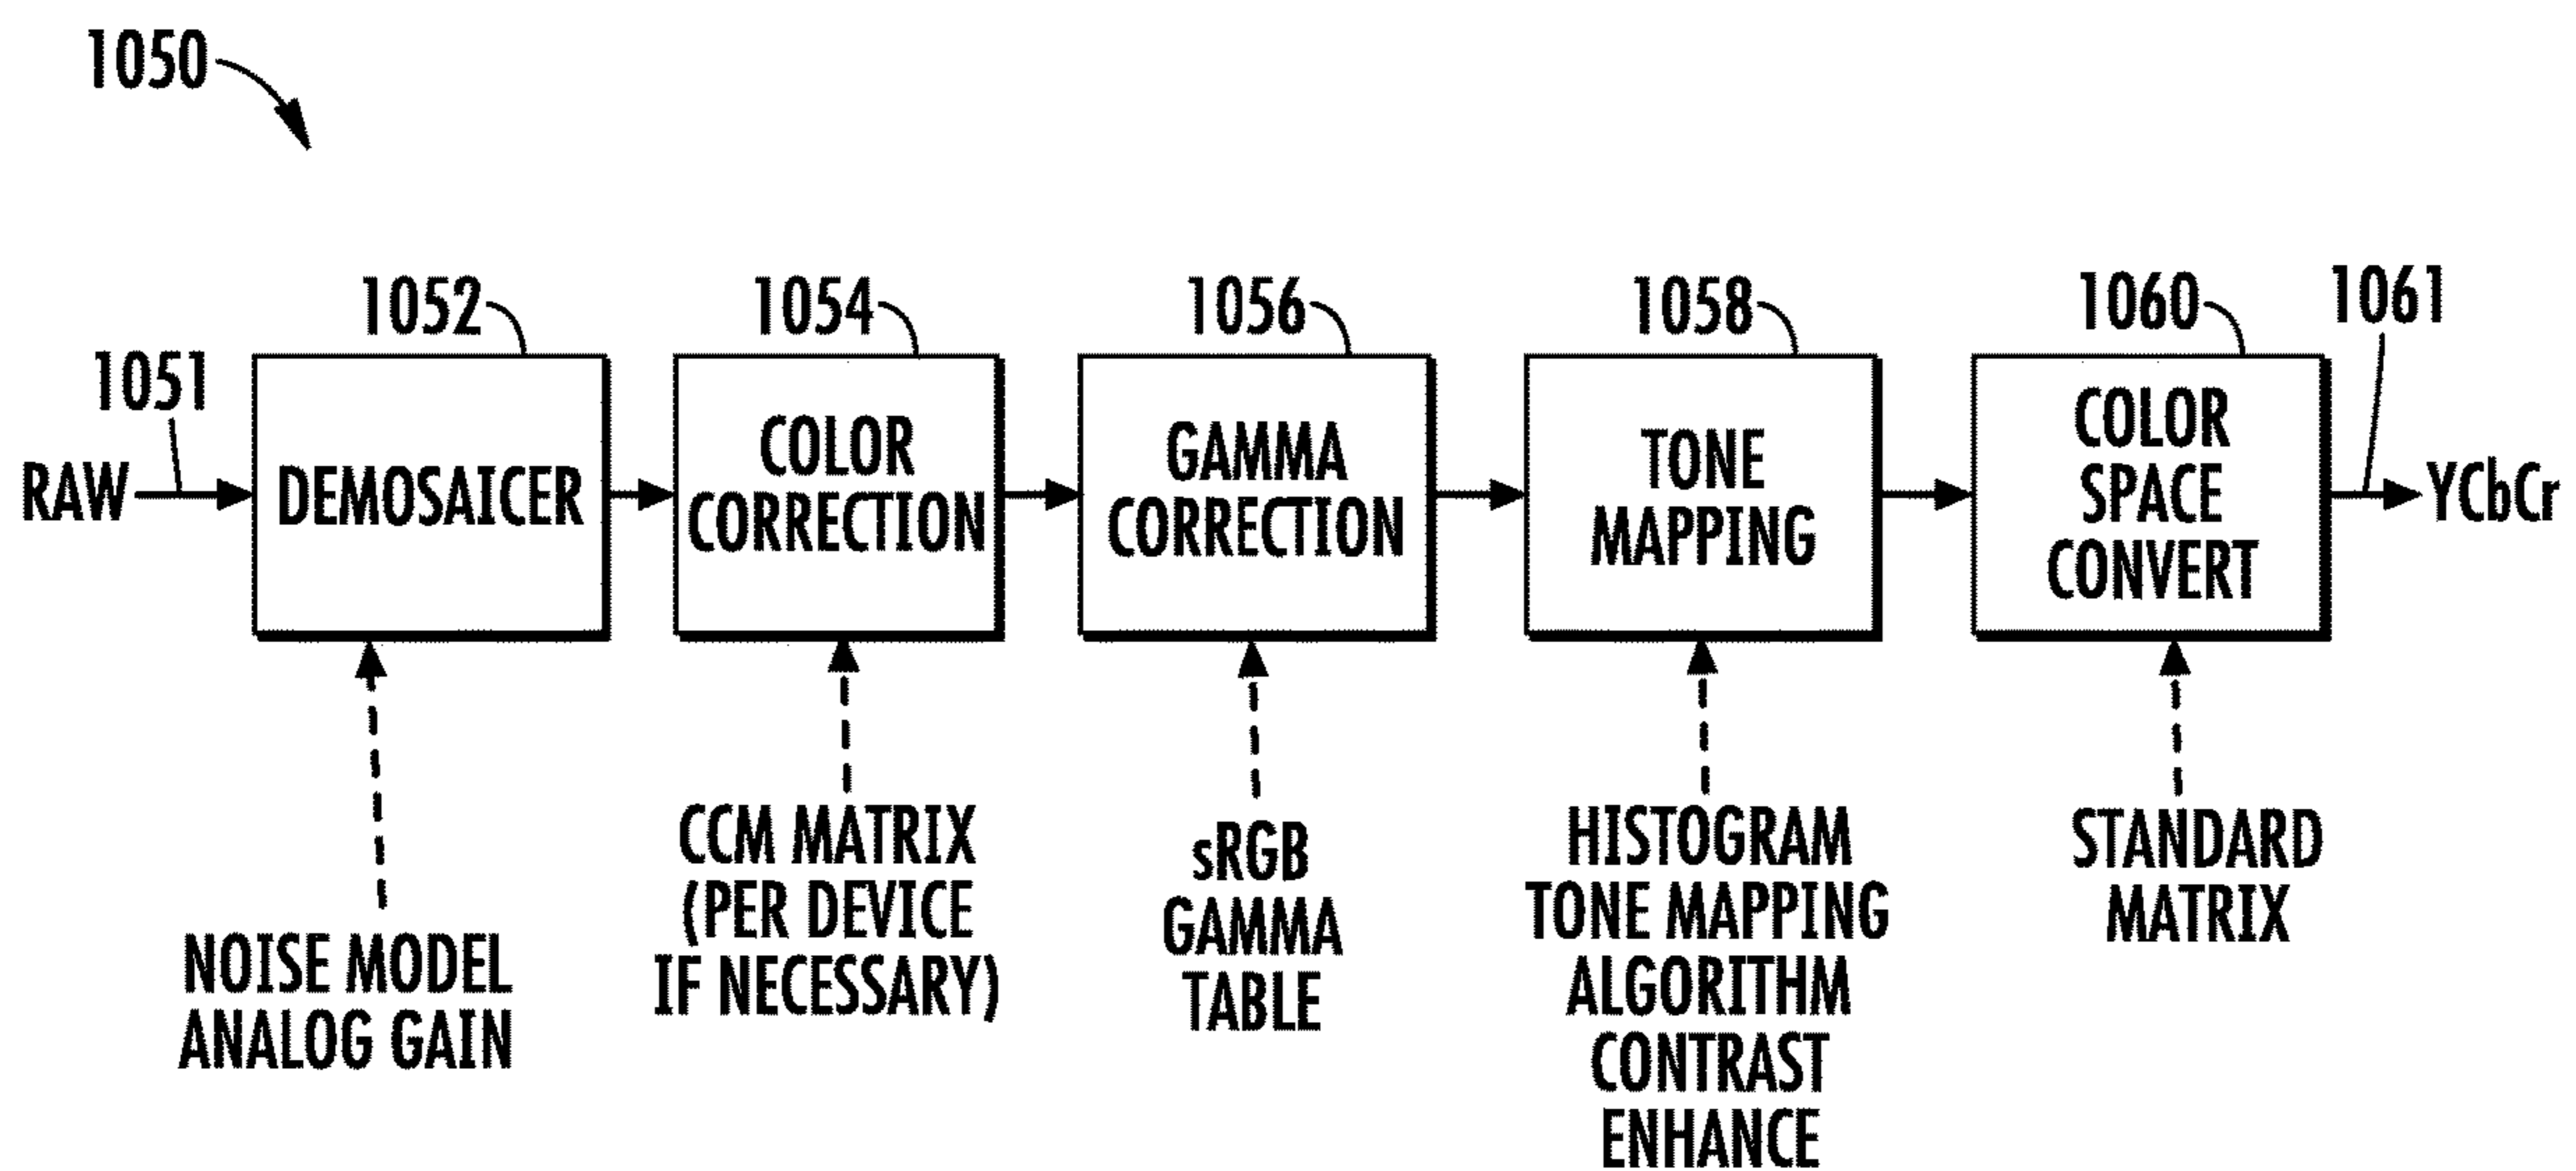 1050
1052
1054
1056
1058
1060
1061
1051
RAW
DEMOSAICER
COLOR
CORRECTION
GAMMA
CORRECTION
TONE
MAPPING
COLOR
SPACE
CONVERT
YCbCr
NOISE MODEL
ANALOG GAIN
CCM MATRIX
(PER DEVICE
IF NECESSARY)
sRGB
GAMMA
TABLE
HISTOGRAM
TONE MAPPING
ALGORITHM
CONTRAST
ENHANCE
STANDARD
MATRIX